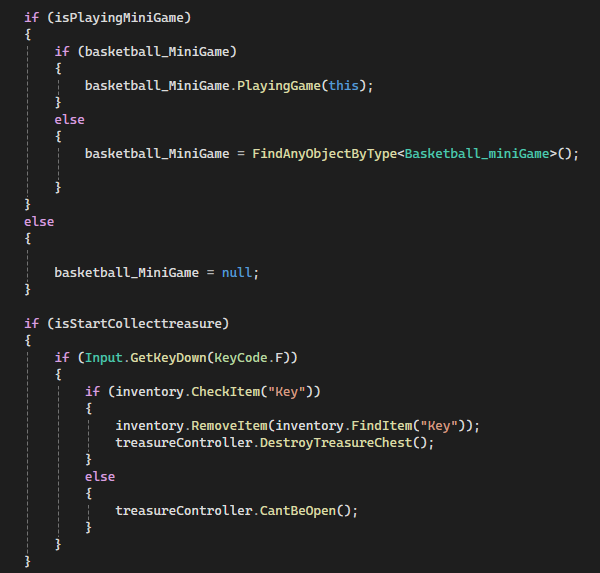 if (isPlayingMiniGame)
{
    if (basketball_MiniGame)
    {
        basketball_MiniGame.PlayingGame(this);
    }
    else
    {
        basketball_MiniGame = FindAnyObjectByType<Basketball_miniGame>();

    }
}
else
{

    basketball_MiniGame = null;
}

if (isStartCollecttreasure)
{
    if (Input.GetKeyDown(KeyCode.F))
    {
        if (inventory.CheckItem("Key"))
        {
            inventory.RemoveItem(inventory.FindItem("Key"));
            treasureController.DestroyTreasureChest();
        }
        else
        {
            treasureController.CantBeOpen();
        }
    }
}